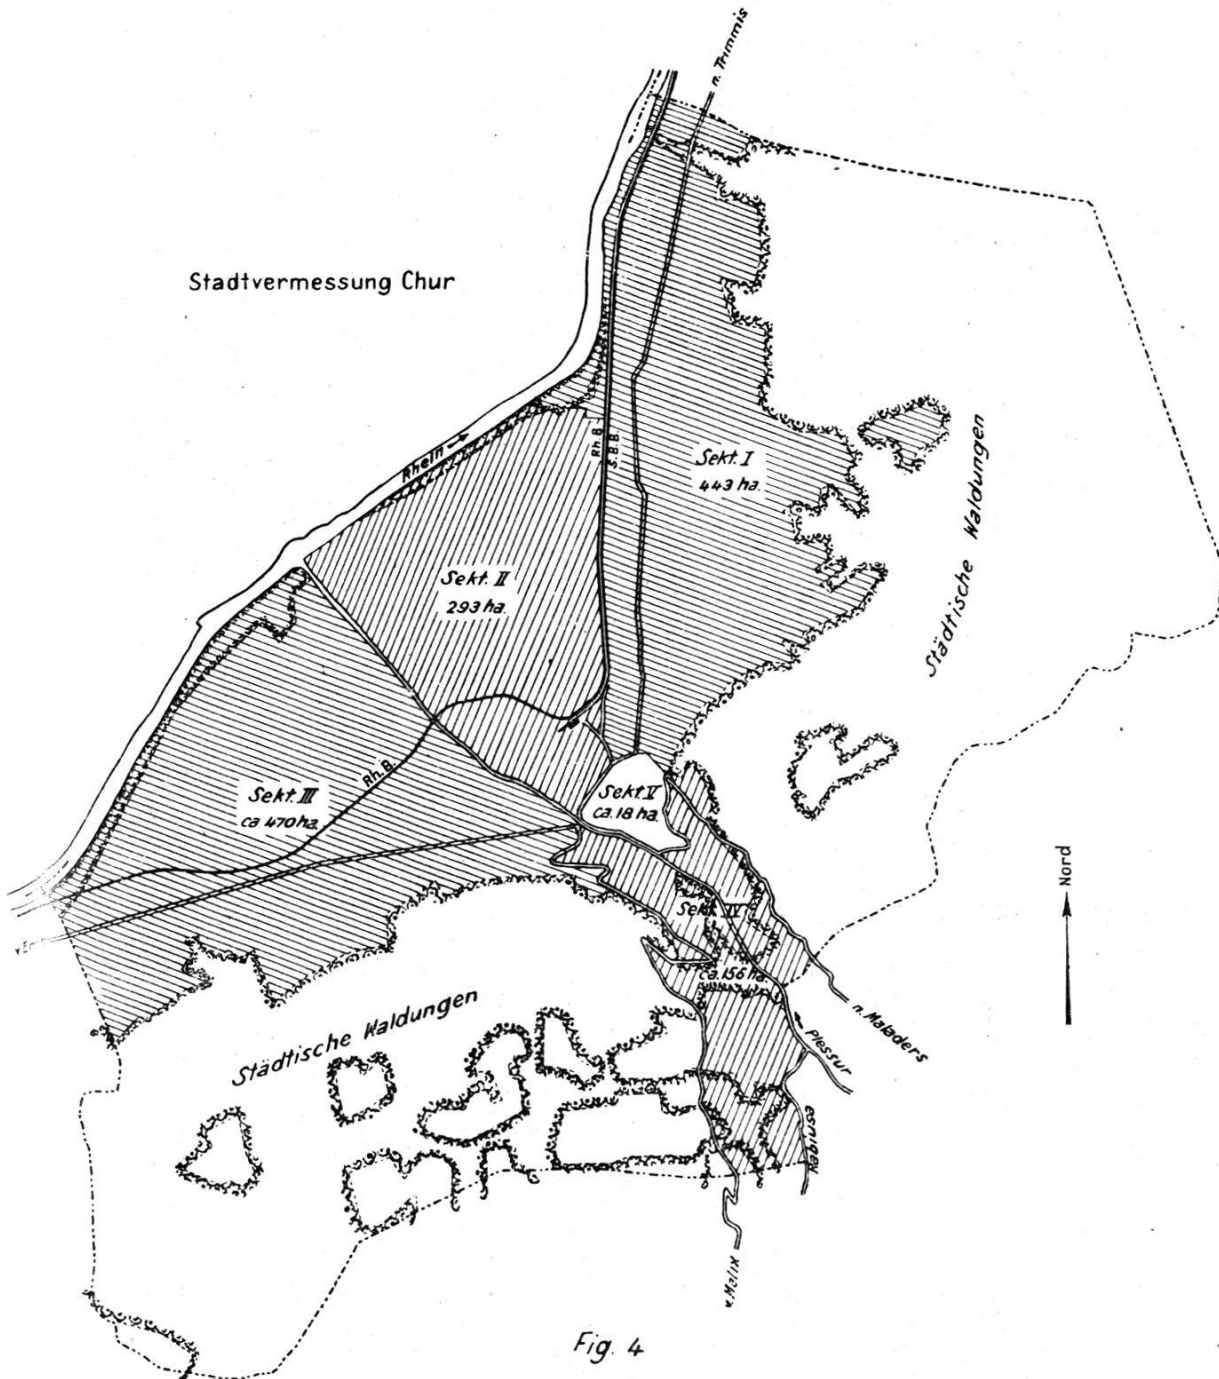 n. Trimmis
Stadtvermessung Chur
Rhein
Rh. B.
S. B. B.
Sekt. I
443 ha.
Städtische Waldungen
Sekt. II
293 ha.
Rh. B.
Sekt. III
ca 470 ha.
Sekt. V
ca. 18 ha.
Sekt. IV
ca. 156 ha
Nord
Städtische Waldungen
n. Maladers
Plessur
Rabiusa
v. Malix
Fig. 4